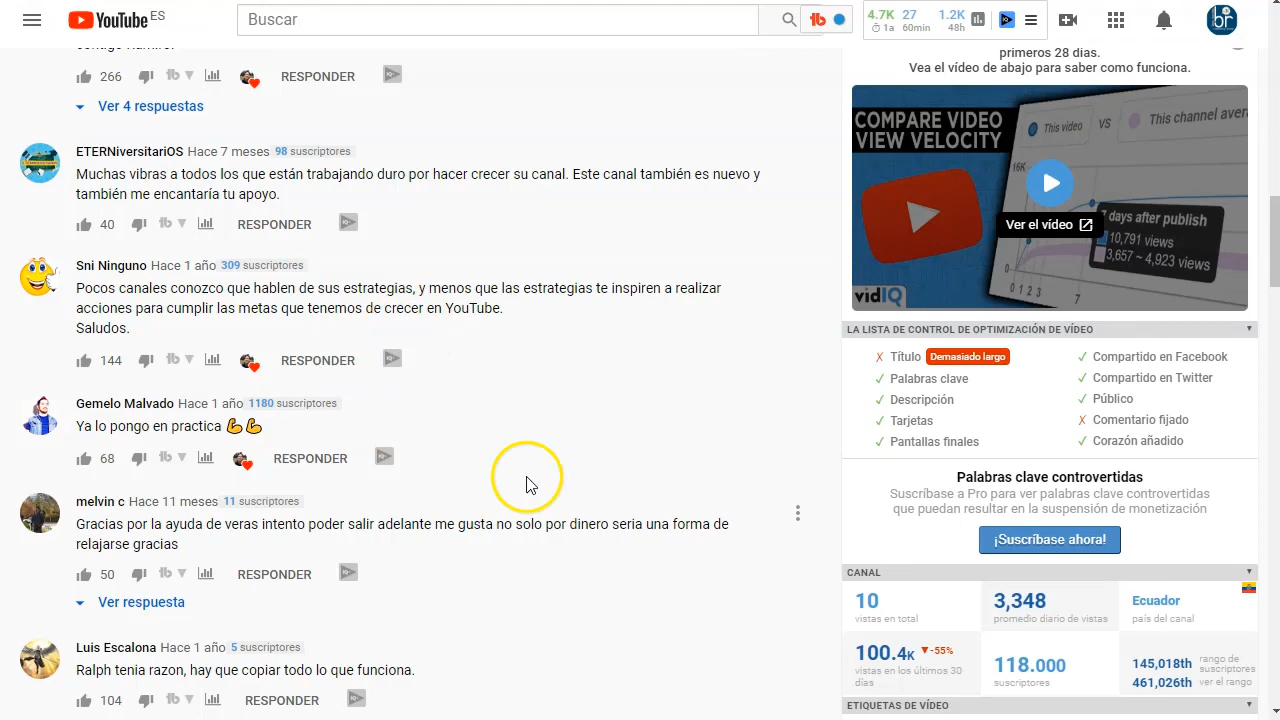 YouTube ES
Buscar
4.7K 27 1.2K
1a 60min 48h
br
266 RESPONDER
Ver 4 respuestas
ETERNiversitariOS Hace 7 meses 98 suscriptores
Muchas vibras a todos los que están trabajando duro por hacer crecer su canal. Este canal también es nuevo y
también me encantaría tu apoyo.
40 RESPONDER
Sni Ninguno Hace 1 año 309 suscriptores
Pocos canales conozco que hablen de sus estrategias, y menos que las estrategias te inspiren a realizar
acciones para cumplir las metas que tenemos de crecer en YouTube.
Saludos.
144 RESPONDER
Gemelo Malvado Hace 1 año 1180 suscriptores
Ya lo pongo en practica 💪💪
68 RESPONDER
melvin c Hace 11 meses 11 suscriptores
Gracias por la ayuda de veras intento poder salir adelante me gusta no solo por dinero seria una forma de
relajarse gracias
50 RESPONDER
Ver respuesta
Luis Escalona Hace 1 año 5 suscriptores
Ralph tenia razon, hay que copiar todo lo que funciona.
104 RESPONDER
primeros 28 dias.
Vea el vídeo de abajo para saber como funciona.
COMPARE VIDEO
VIEW VELOCITY
This video VS This channel aver
16K
Ver el vídeo
7 days after publish
10,791 views
3,657 ~ 4,923 views
0
0 1 2 3 7
vidIQ
LA LISTA DE CONTROL DE OPTIMIZACIÓN DE VÍDEO
✗ Título Demasiado largo
✓ Palabras clave
✓ Descripción
✓ Tarjetas
✓ Pantallas finales
✓ Compartido en Facebook
✓ Compartido en Twitter
✓ Público
✗ Comentario fijado
✓ Corazón añadido
Palabras clave controvertidas
Suscríbase a Pro para ver palabras clave controvertidas
que puedan resultar en la suspensión de monetización
¡Suscríbase ahora!
CANAL
10
vistas en total
3,348
promedio diario de vistas
Ecuador
país del canal
100.4K ▼-55%
vistas en los últimos 30
días
118.000
suscriptores
145,018th rango de
suscriptores
461,026th ver el rango
ETIQUETAS DE VÍDEO